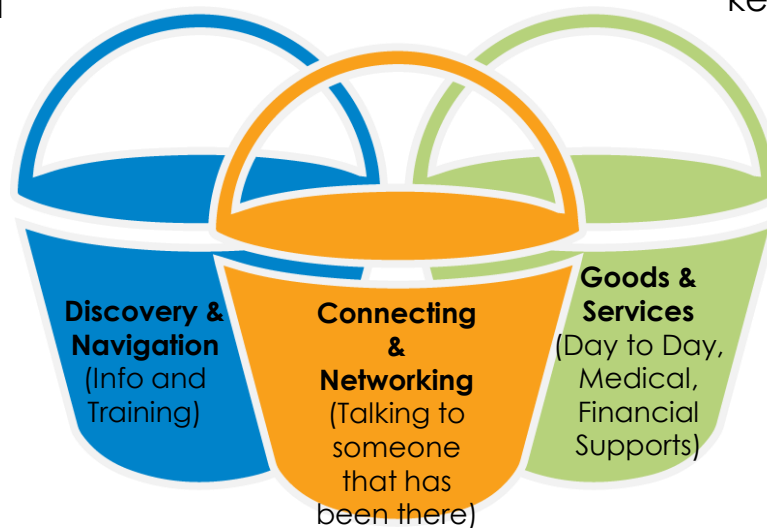 Discovery &
Navigation
(Info and
Training)
Connecting
&
Networking
(Talking to
someone
that has
been there)
Goods &
Services
(Day to Day,
Medical,
Financial
Supports)